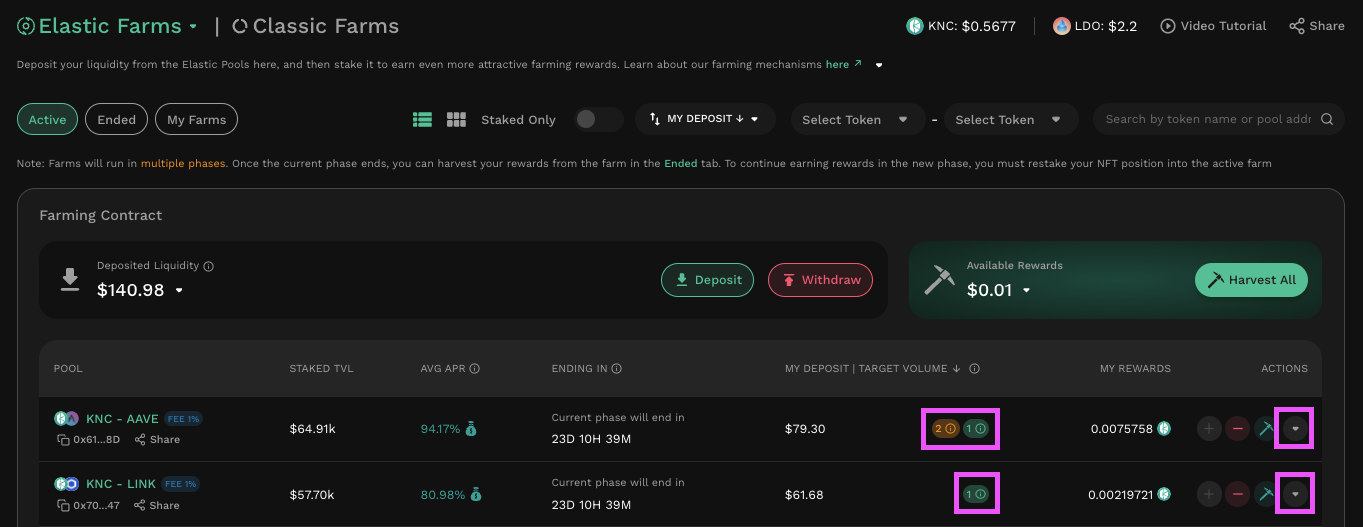 Elastic Farms | Classic Farms KNC: $0.5677 LDO: $2.2 Video Tutorial Share
Deposit your liquidity from the Elastic Pools here, and then stake it to earn even more attractive farming rewards. Learn about our farming mechanisms here ↗
Active Ended My Farms Staked Only MY DEPOSIT ↓ Select Token - Select Token Search by token name or pool addr
Note: Farms will run in multiple phases. Once the current phase ends, you can harvest your rewards from the farm in the Ended tab. To continue earning rewards in the new phase, you must restake your NFT position into the active farm
Farming Contract
Deposited Liquidity
$140.98
Deposit Withdraw
Available Rewards
$0.01
Harvest All
POOL STAKED TVL AVG APR ENDING IN MY DEPOSIT | TARGET VOLUME ↓ MY REWARDS ACTIONS
KNC - AAVE FEE 1%
0x61...8D Share
$64.91k
94.17%
Current phase will end in
23D 10H 39M
$79.30
2 1
0.0075758
KNC - LINK FEE 1%
0x70...47 Share
$57.70k
80.98%
Current phase will end in
23D 10H 39M
$61.68
1
0.00219721